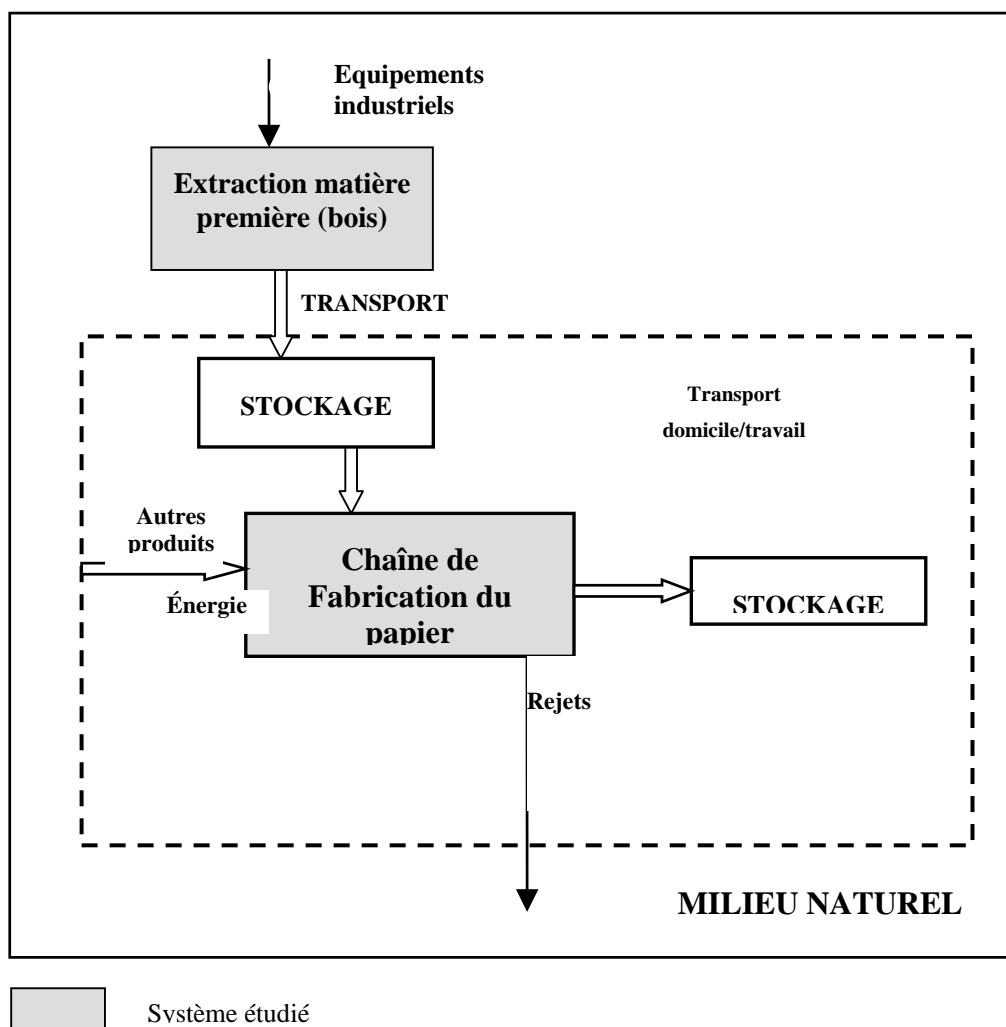 Equipements
industriels
Extraction matière
première (bois)
TRANSPORT
STOCKAGE
Transport
domicile/travail
Autres
produits
Énergie
Chaîne de
Fabrication du
papier
STOCKAGE
Rejets
MILIEU NATUREL
Système étudié